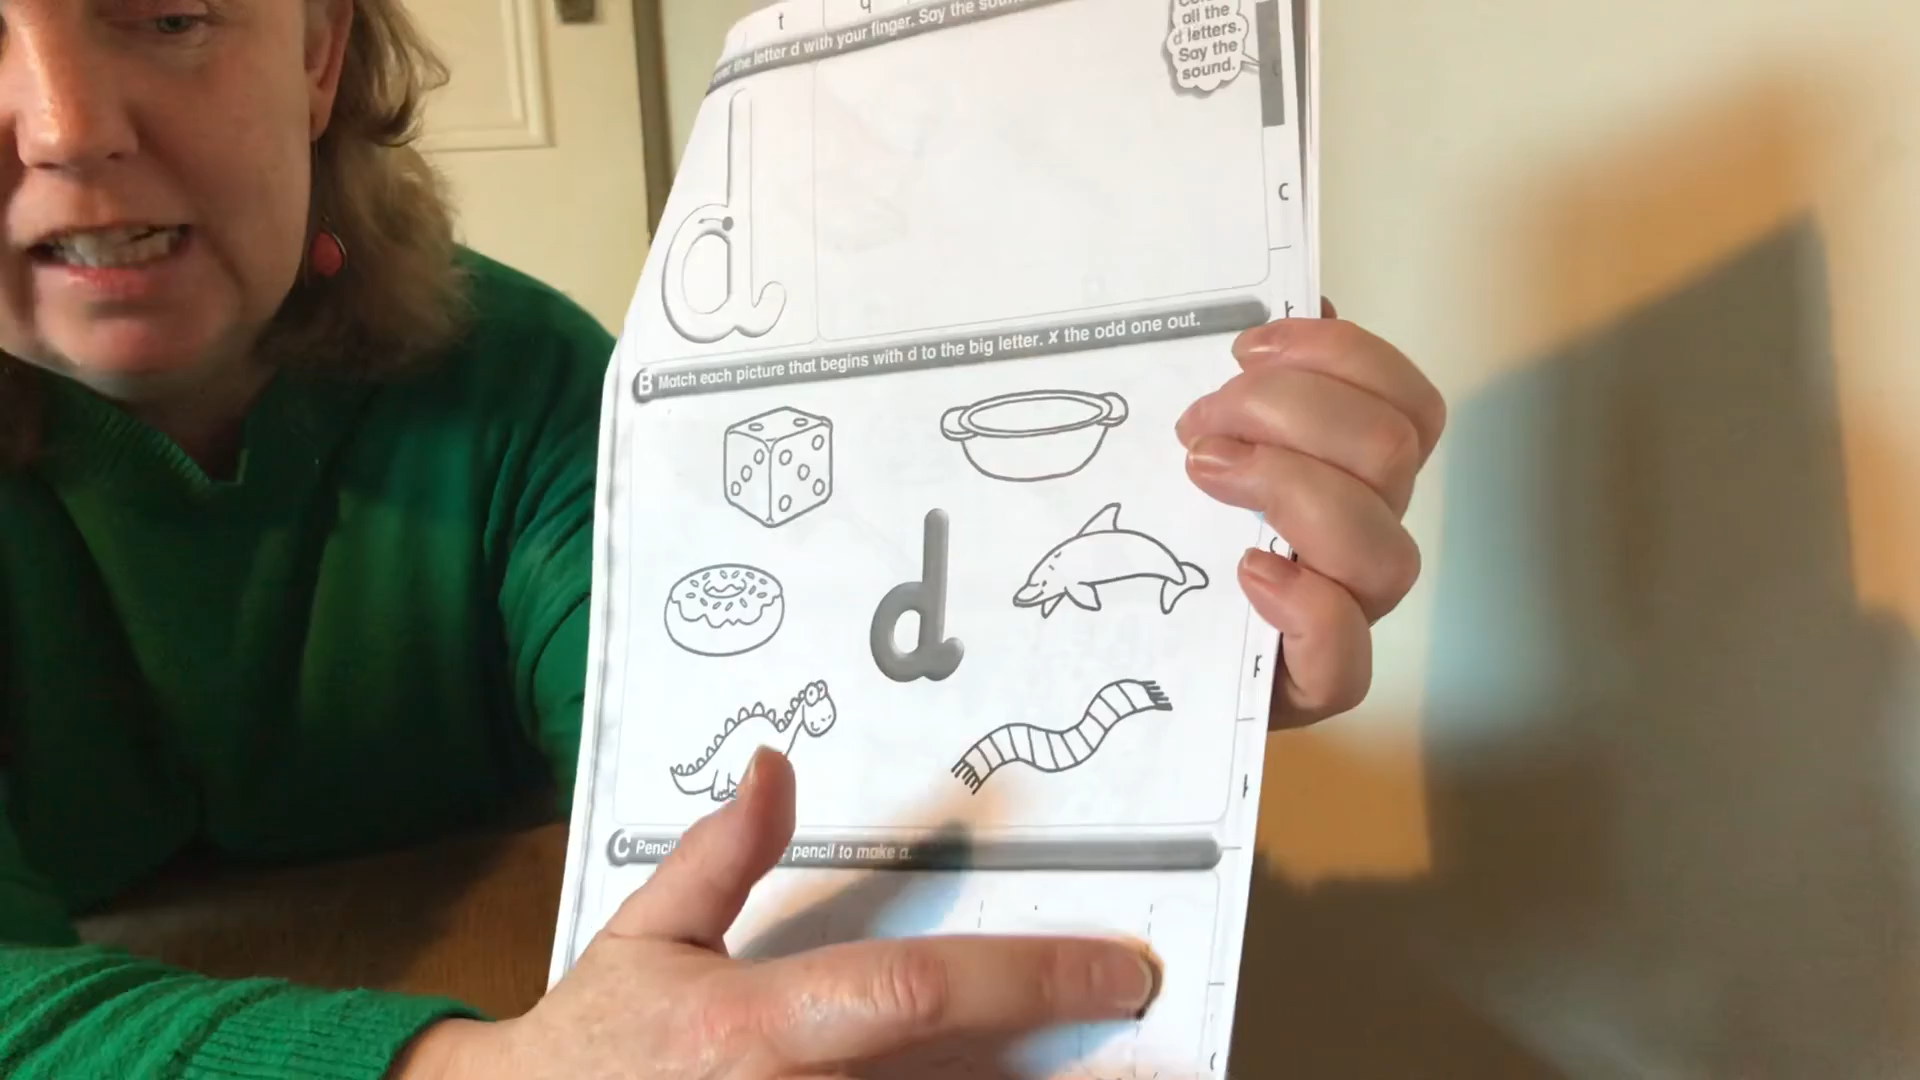 the letter d with your finger. Say the
all the
d letters.
Say the
sound.
d
c
B Match each picture that begins with d to the big letter. ✗ the odd one out.
d
C Pencil pencil to make a.